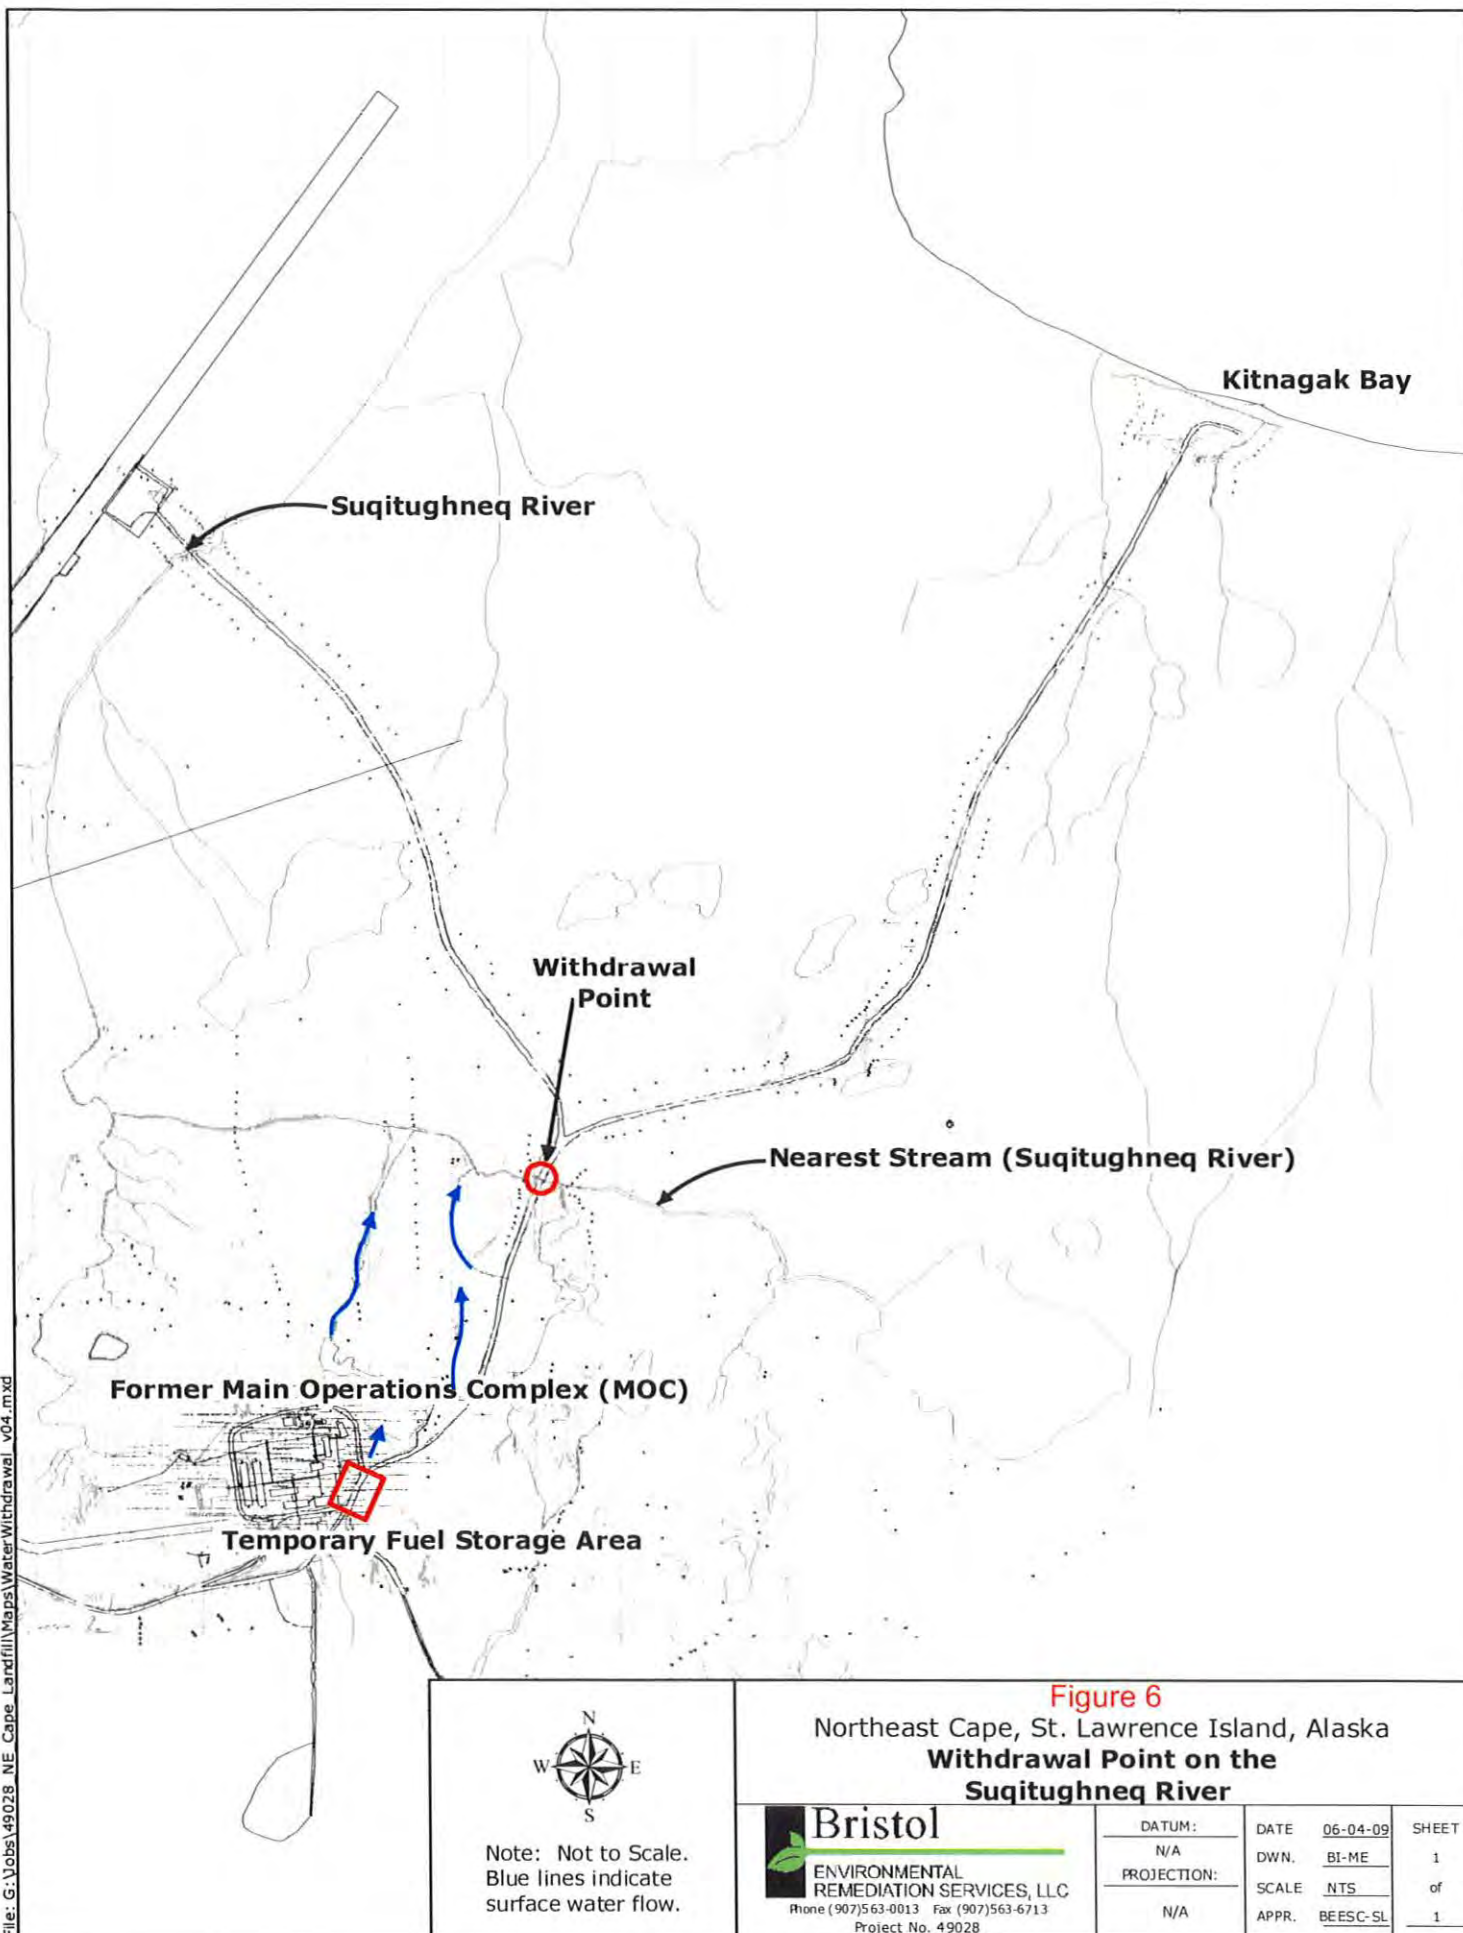 Kitnagak Bay
Suqitughneq River
Withdrawal
Point
Nearest Stream (Suqitughneq River)
Former Main Operations Complex (MOC)
Temporary Fuel Storage Area
File: G:\Jobs\49028_NE_Cape_Landfill\Maps\WaterWithdrawal_v04.mxd
N
W E
S
Note: Not to Scale.
Blue lines indicate
surface water flow.
Figure 6
Northeast Cape, St. Lawrence Island, Alaska
Withdrawal Point on the
Suqitughneq River
Bristol
ENVIRONMENTAL
REMEDIATION SERVICES, LLC
Phone (907)563-0013 Fax (907)563-6713
Project No. 49028
DATUM:
N/A
PROJECTION:
N/A
DATE 06-04-09
DWN. BI-ME
SCALE NTS
APPR. BEESC-SL
SHEET
1
of
1